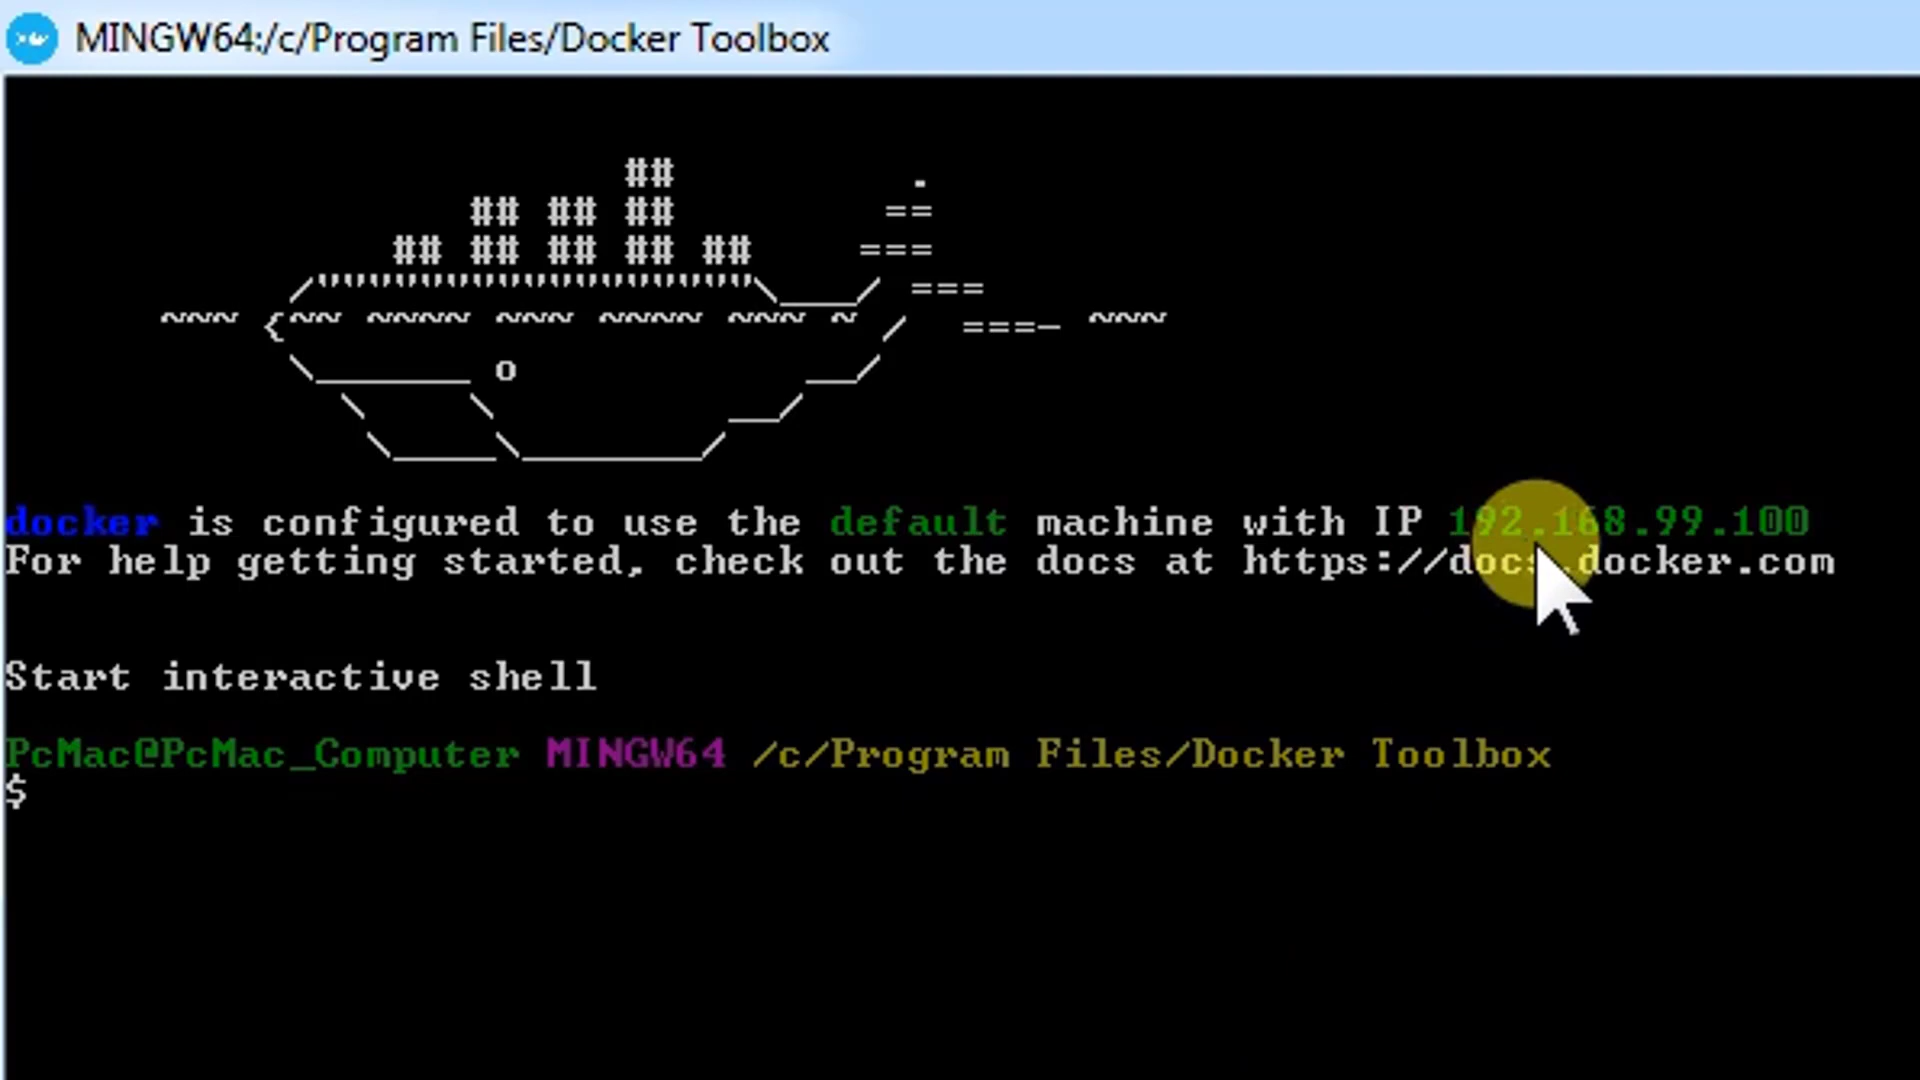 MINGW64:/c/Program Files/Docker Toolbox
docker is configured to use the default machine with IP 192.168.99.100
For help getting started, check out the docs at https://docs.docker.com
Start interactive shell
PcMac@PcMac_Computer MINGW64 /c/Program Files/Docker Toolbox
$